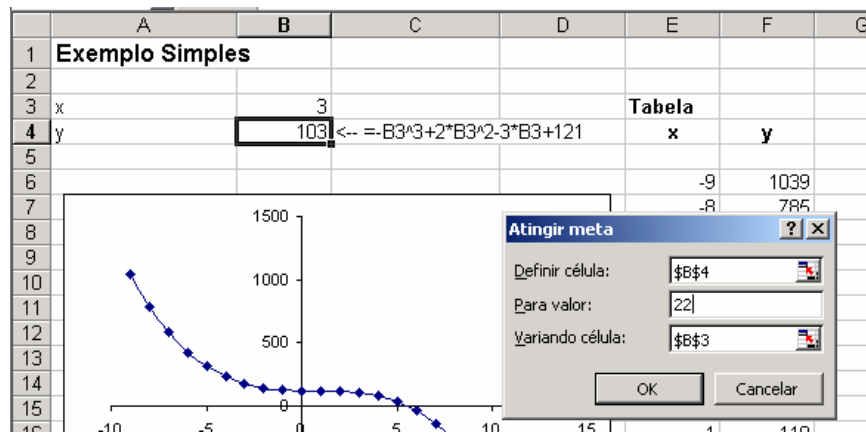 A B C D E F G
1 Exemplo Simples
2
3 x 3 Tabela
4 y 103 <-- =-B3^3+2*B3^2-3*B3+121 x y
5
6 -9 1039
7 -8 785
8
9
10
11
12
13
14
15
1500
1000
500
0
-10 -5 0 5 10 15
Atingir meta
Definir célula: $B$4
Para valor: 22
Variando célula: $B$3
OK Cancelar
16 1 119